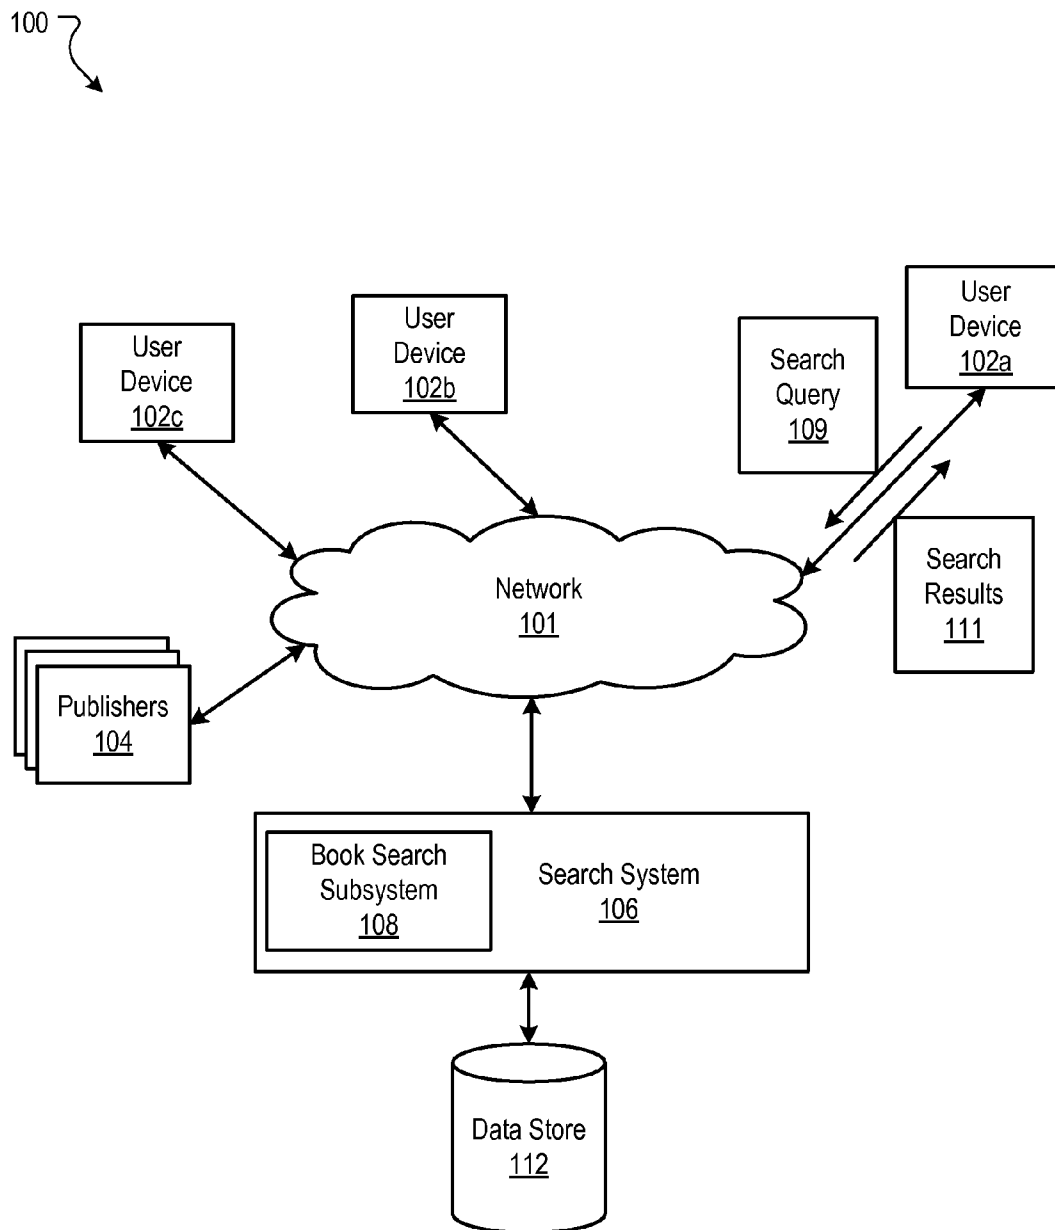 100
User
Device
102a
User
Device
102b
User
Device
102c
Search
Query
109
Search
Results
111
Network
101
Publishers
104
Book Search
Subsystem
108
Search System
106
Data Store
112